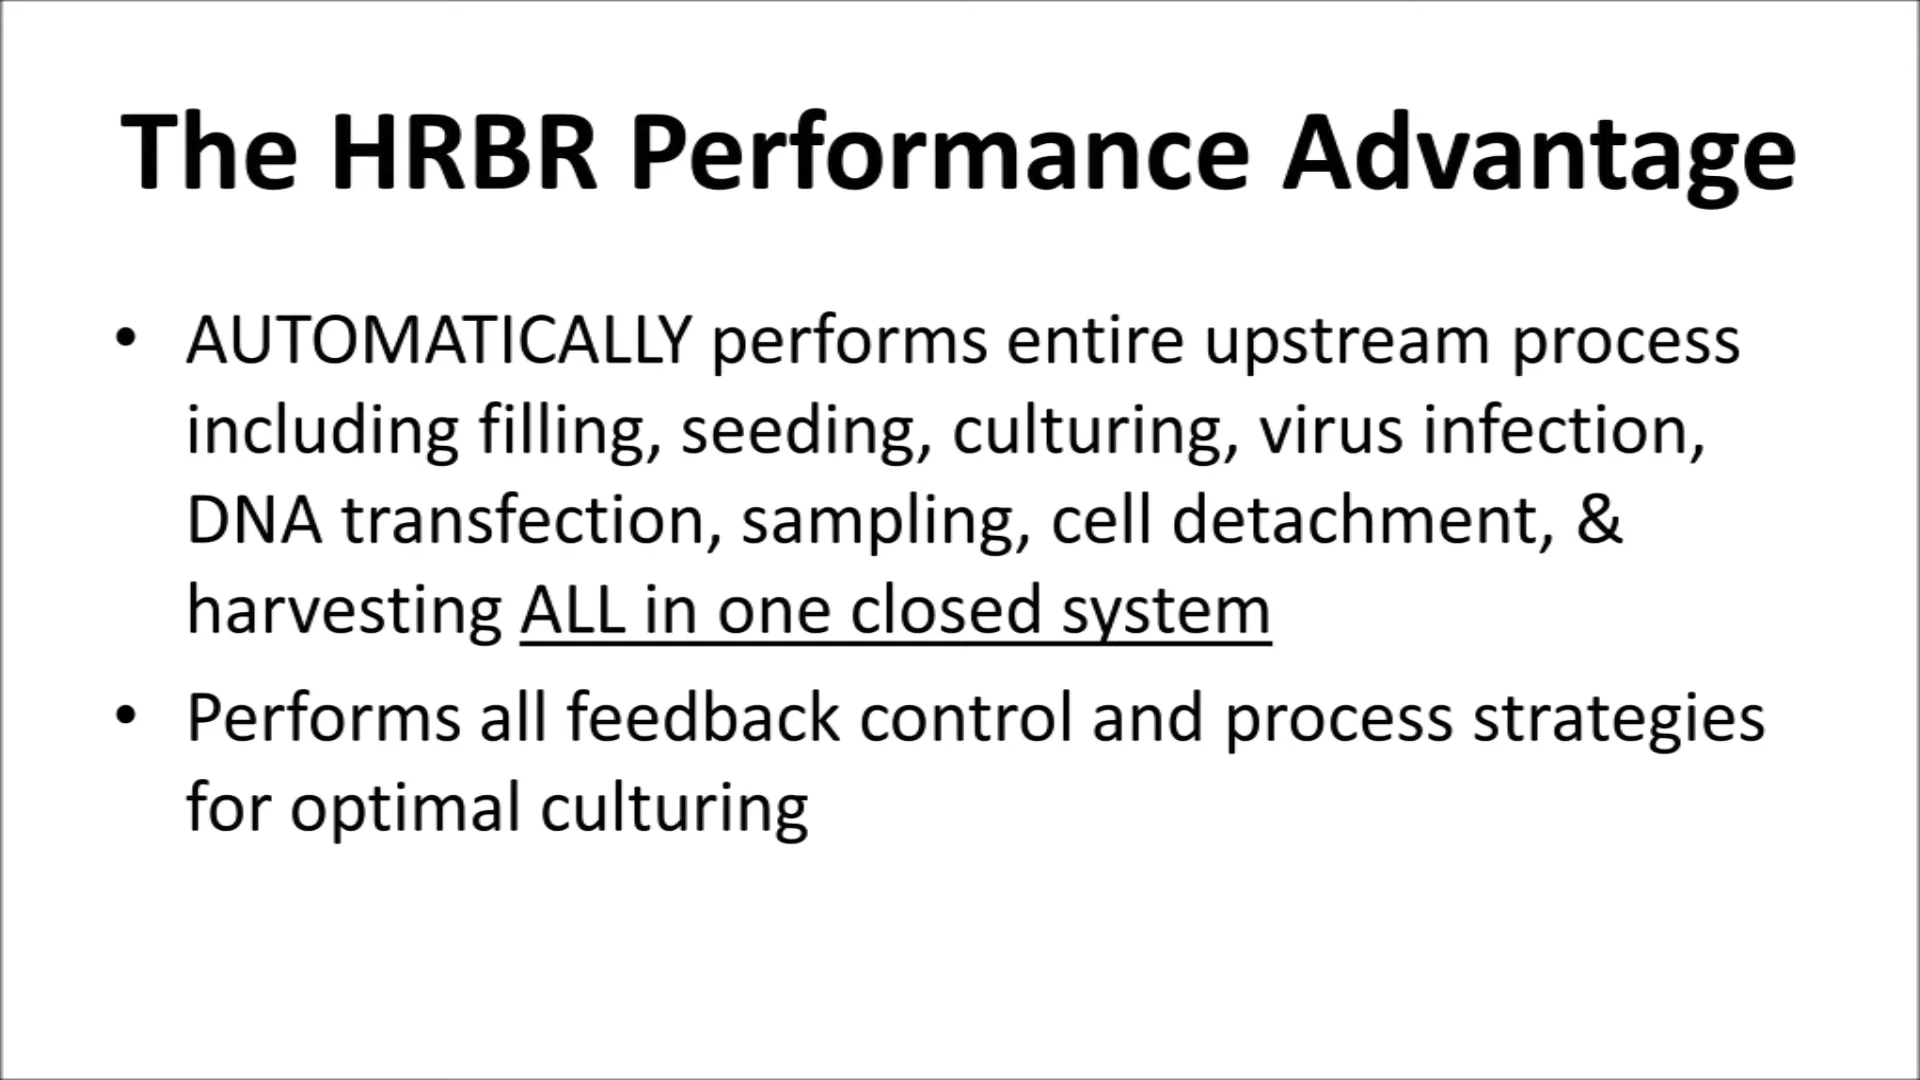 The HRBR Performance Advantage
• AUTOMATICALLY performs entire upstream process
including filling, seeding, culturing, virus infection,
DNA transfection, sampling, cell detachment, &
harvesting ALL in one closed system
• Performs all feedback control and process strategies
for optimal culturing